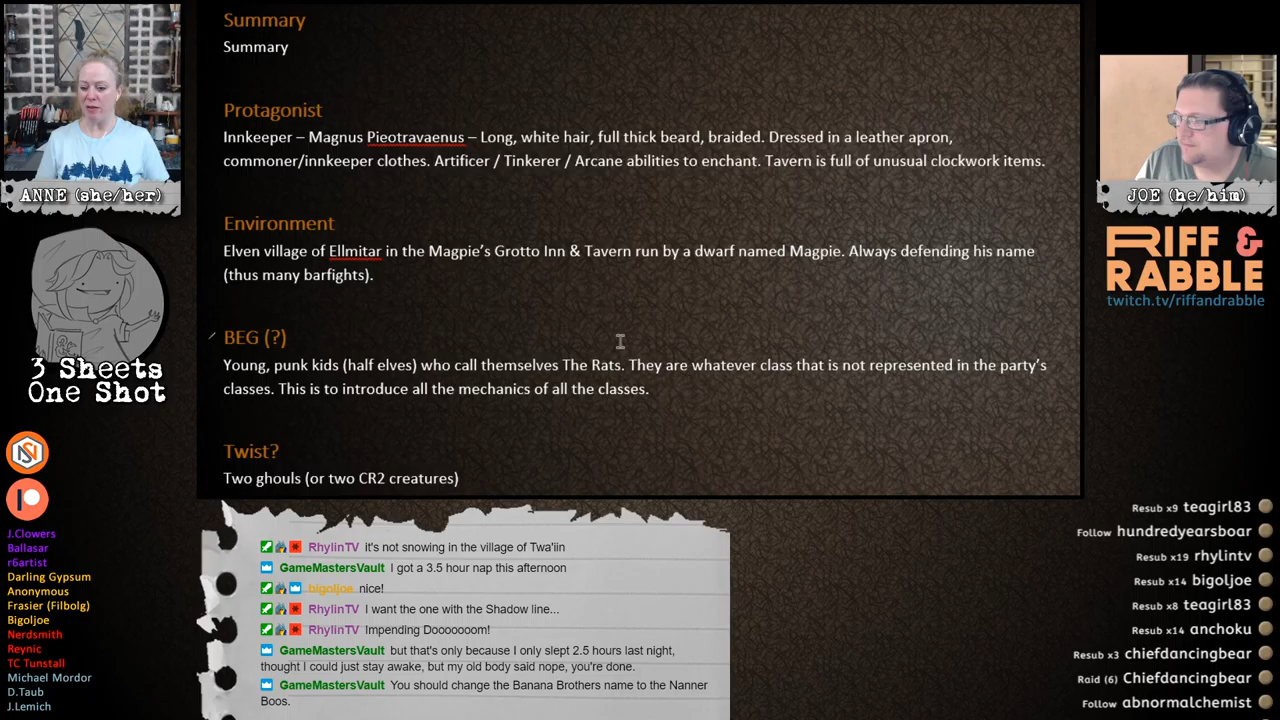 Summary
Summary
Protagonist
Innkeeper – Magnus Pieotravaenus – Long, white hair, full thick beard, braided. Dressed in a leather apron,
commoner/innkeeper clothes. Artificer / Tinkerer / Arcane abilities to enchant. Tavern is full of unusual clockwork items.
Environment
Elven village of Ellmitar in the Magpie's Grotto Inn & Tavern run by a dwarf named Magpie. Always defending his name
(thus many barfights).
BEG (?)
Young, punk kids (half elves) who call themselves The Rats. They are whatever class that is not represented in the party's
classes. This is to introduce all the mechanics of all the classes.
Twist?
Two ghouls (or two CR2 creatures)
ANNE (she/her)
3 Sheets
One Shot
J.Clowers
Ballasar
r6artist
Darling Gypsum
Anonymous
Frasier (Filbolg)
Bigoljoe
Nerdsmith
Reynic
TC Tunstall
Michael Mordor
D.Taub
J.Lemich
RhylinTV it's not snowing in the village of Twa'iin
GameMastersVault I got a 3.5 hour nap this afternoon
bigoljoe nice!
RhylinTV I want the one with the Shadow line...
RhylinTV Impending Dooooooom!
GameMastersVault but that's only because I only slept 2.5 hours last night,
thought I could just stay awake, but my old body said nope, you're done.
GameMastersVault You should change the Banana Brothers name to the Nanner
Boos.
JOE (he/him)
RIFF &
RABBLE
twitch.tv/riffandrabble
Resub x9 teagirl83
Follow hundredyearsboar
Resub x19 rhylintv
Resub x14 bigoljoe
Resub x8 teagirl83
Resub x14 anchoku
Resub x3 chiefdancingbear
Raid (6) Chiefdancingbear
Follow abnormalchemist